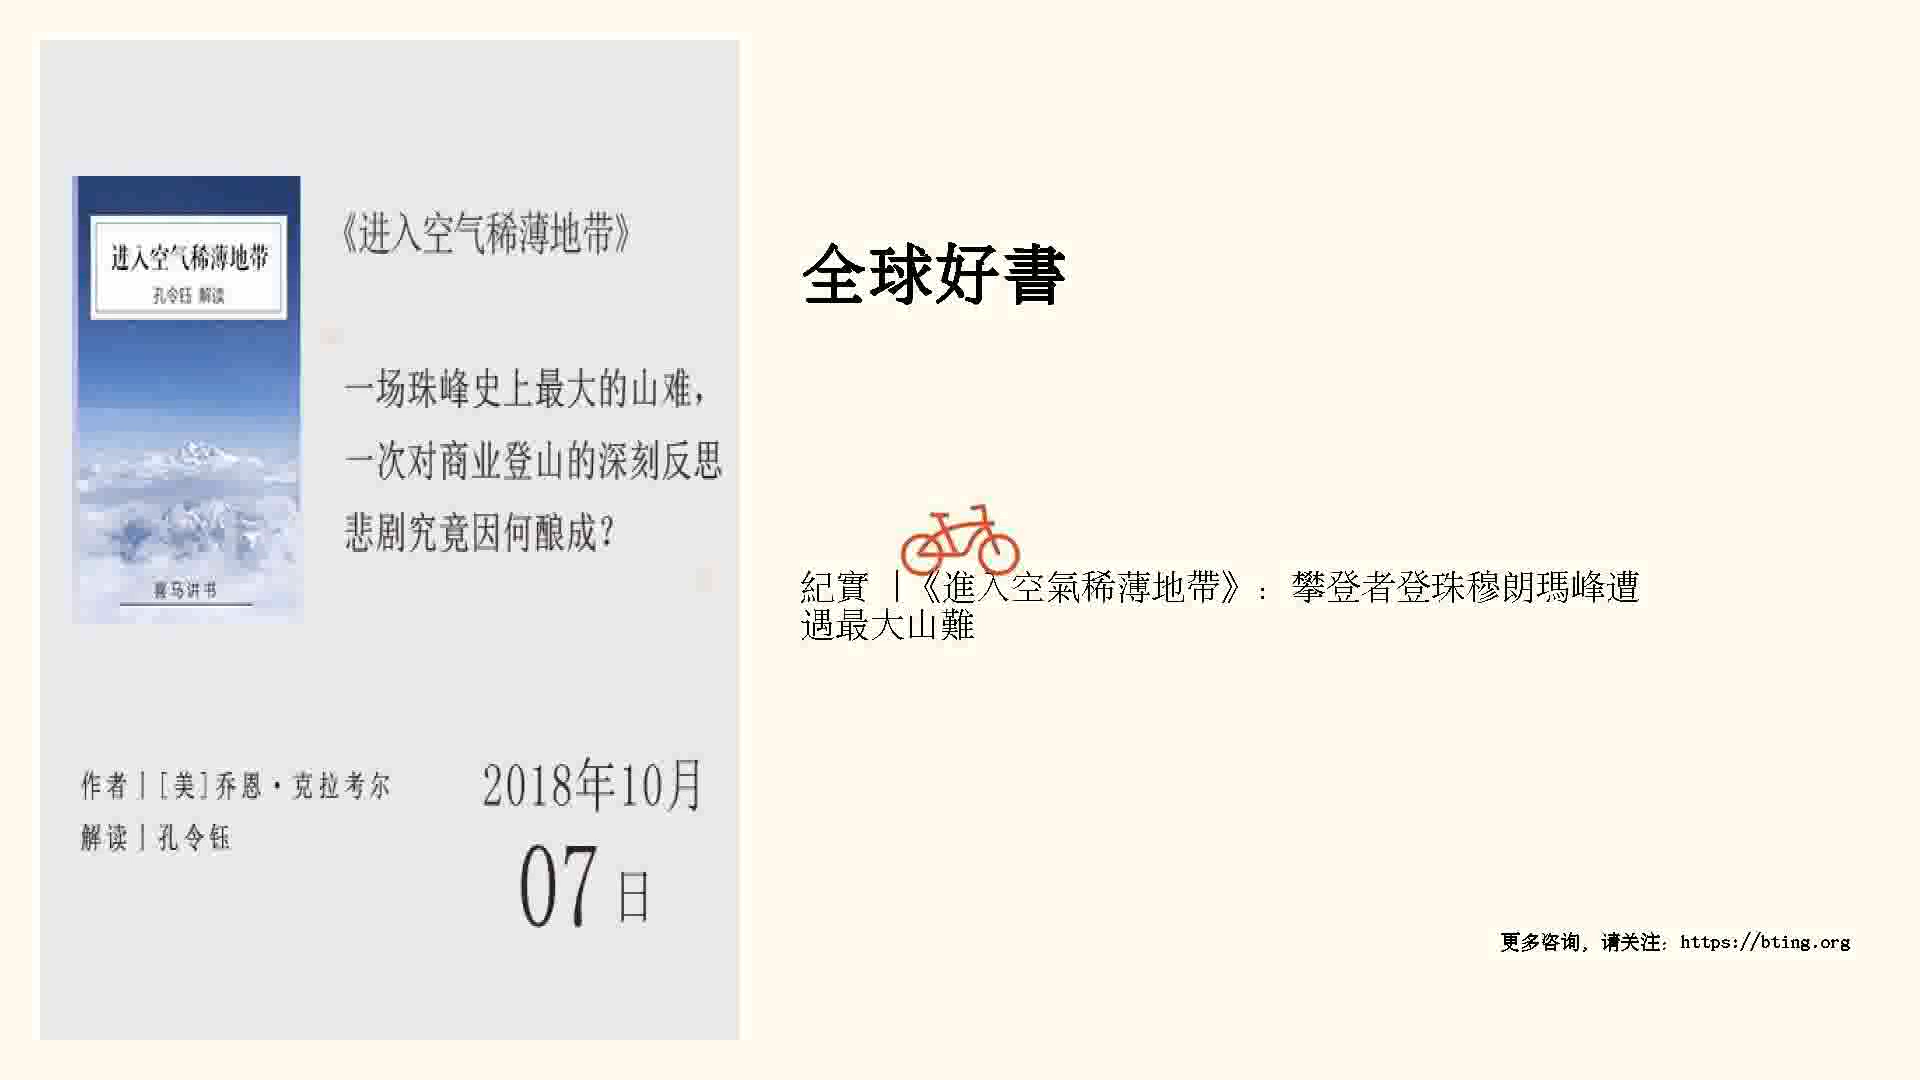 进入空气稀薄地带
孔令钰 解读
喜马讲书
《进入空气稀薄地带》
一场珠峰史上最大的山难，
一次对商业登山的深刻反思
悲剧究竟因何酿成？
作者丨[美]乔恩·克拉考尔
解读丨孔令钰
2018年10月
07日
全球好書
紀實 ｜《進入空氣稀薄地帶》：攀登者登珠穆朗瑪峰遭
遇最大山難
更多咨询，请关注：https://bting.org